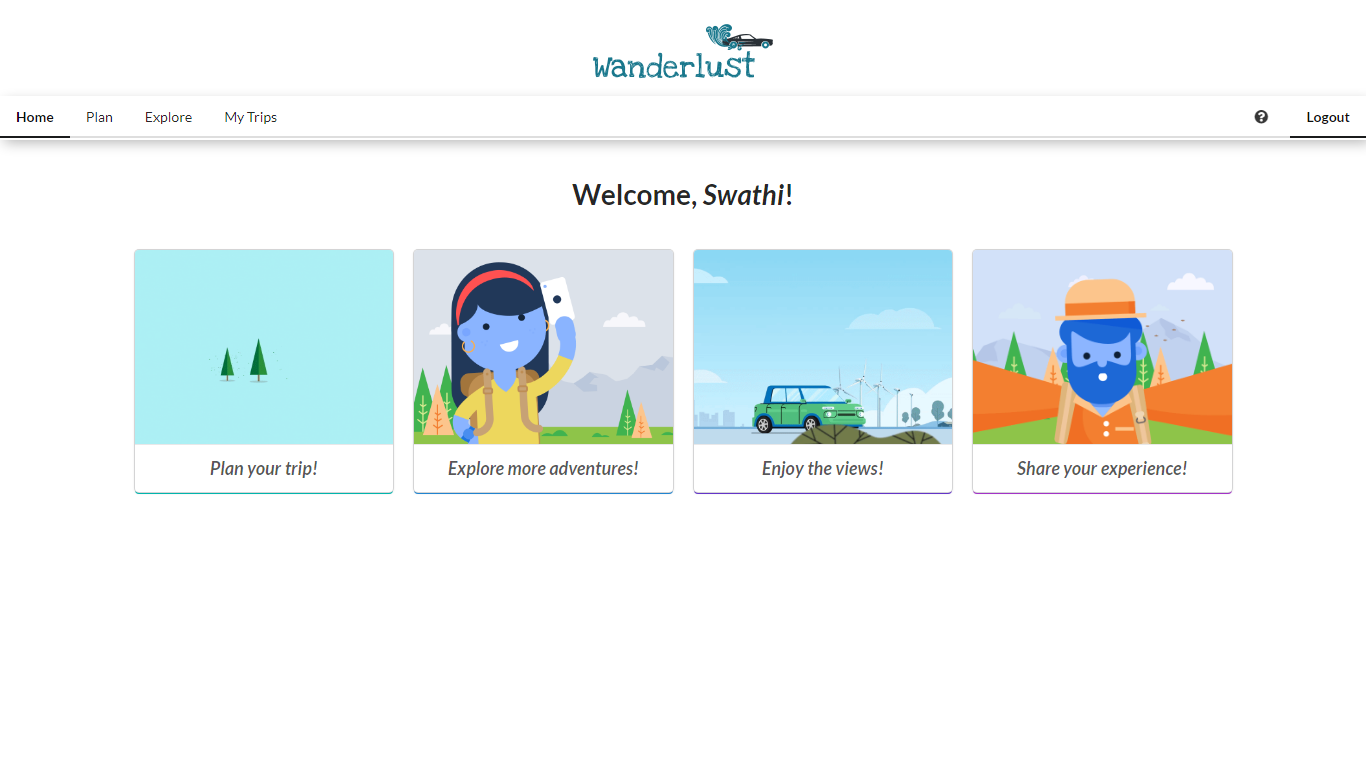 wanderlust
Home Plan Explore My Trips Logout
Welcome, Swathi!
Plan your trip! Explore more adventures! Enjoy the views! Share your experience!